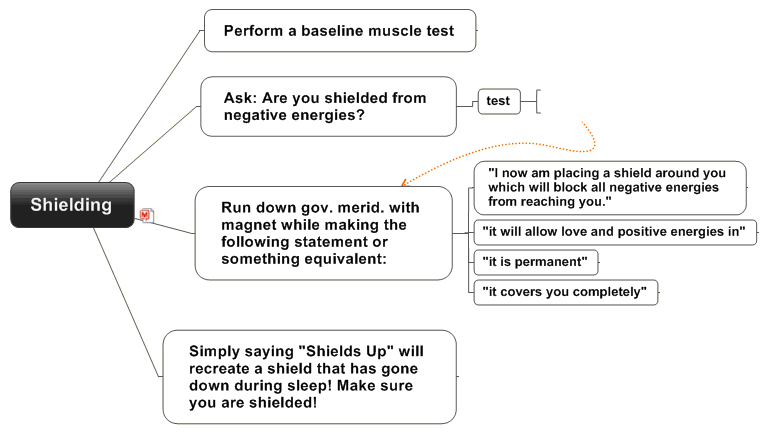 Perform a baseline muscle test
Ask: Are you shielded from
negative energies?
test
Shielding
Run down gov. merid. with
magnet while making the
following statement or
something equivalent:
"I now am placing a shield around you
which will block all negative energies
from reaching you."
"it will allow love and positive energies in"
"it is permanent"
"it covers you completely"
Simply saying "Shields Up" will
recreate a shield that has gone
down during sleep! Make sure
you are shielded!